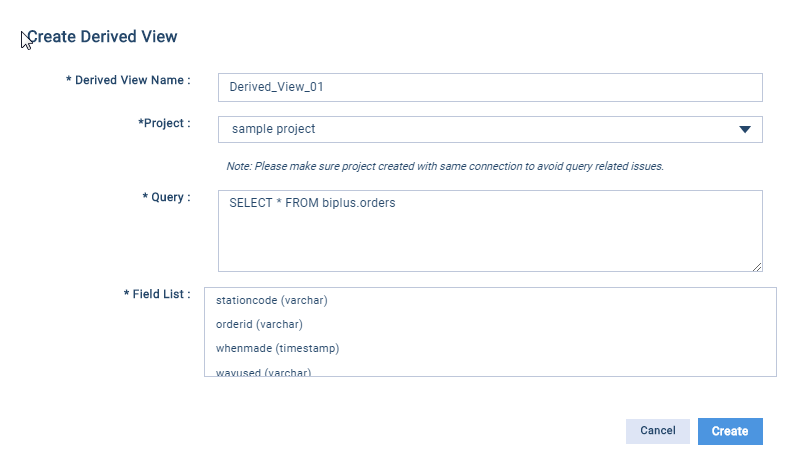 Create Derived View
* Derived View Name :
Derived_View_01
*Project :
sample project
Note: Please make sure project created with same connection to avoid query related issues.
* Query :
SELECT * FROM biplus.orders
* Field List :
stationcode (varchar)
orderid (varchar)
whenmade (timestamp)
wayused (varchar)
Cancel
Create